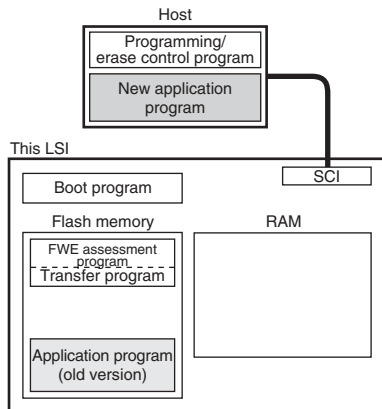 Host
Programming/
erase control program
New application
program
This LSI
SCI
Boot program
Flash memory
RAM
FWE assessment
program
Transfer program
Application program
(old version)